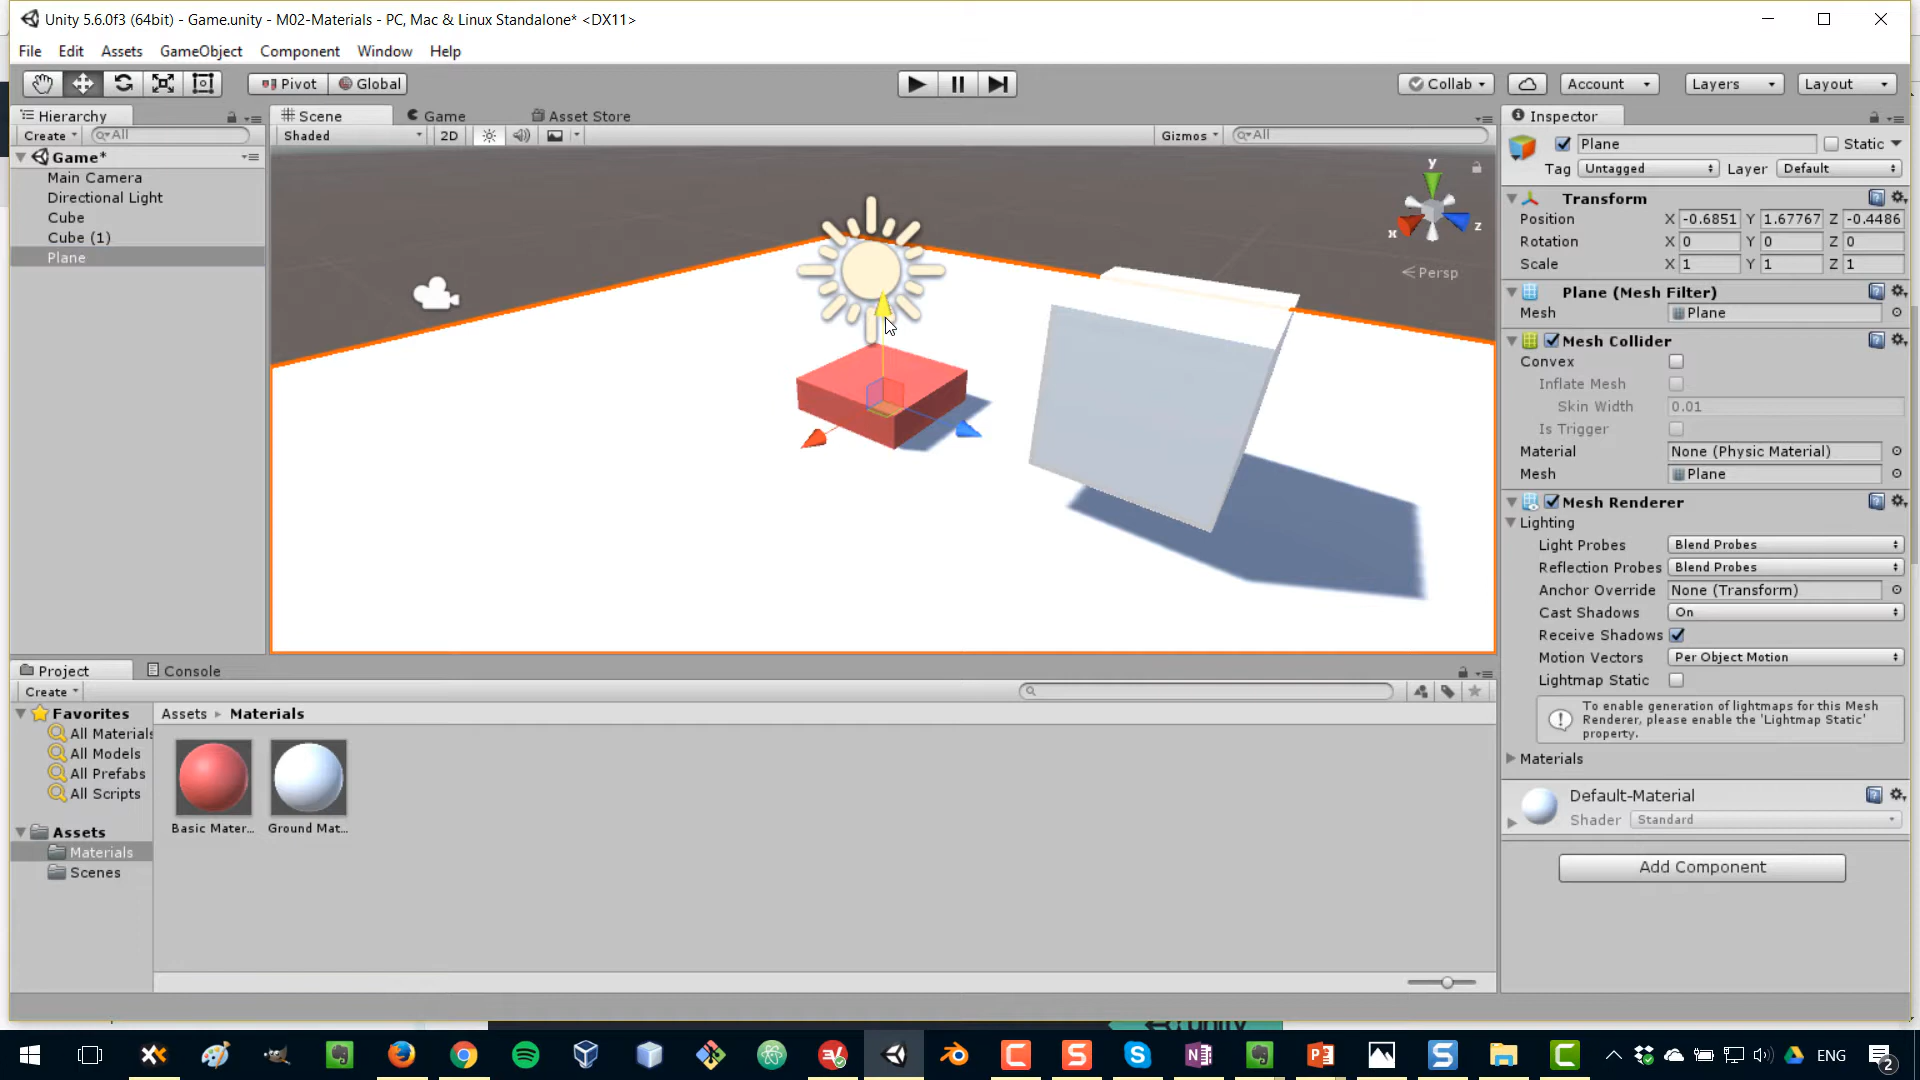 Unity 5.6.0f3 (64bit) - Game.unity - M02-Materials - PC, Mac & Linux Standalone* <DX11>
File Edit Assets GameObject Component Window Help
Pivot Global Collab Account Layers Layout
Hierarchy
Create All
Game*
Main Camera
Directional Light
Cube
Cube (1)
Plane
Scene Game Asset Store
Shaded 2D Gizmos All
y
x
z
Persp
Inspector
Plane Static
Tag Untagged Layer Default
Transform
Position X -0.6851 Y 1.67767 Z -0.4486
Rotation X 0 Y 0 Z 0
Scale X 1 Y 1 Z 1
Plane (Mesh Filter)
Mesh Plane
Mesh Collider
Convex
Inflate Mesh
Skin Width 0.01
Is Trigger
Material None (Physic Material)
Mesh Plane
Mesh Renderer
Lighting
Light Probes Blend Probes
Reflection Probes Blend Probes
Anchor Override None (Transform)
Cast Shadows On
Receive Shadows
Motion Vectors Per Object Motion
Lightmap Static
To enable generation of lightmaps for this Mesh
Renderer, please enable the 'Lightmap Static'
property.
Materials
Default-Material
Shader Standard
Add Component
Project Console
Create
Favorites
All Materials
All Models
All Prefabs
All Scripts
Assets
Materials
Scenes
Assets Materials
Basic Mater... Ground Mat...
unity
ENG
2